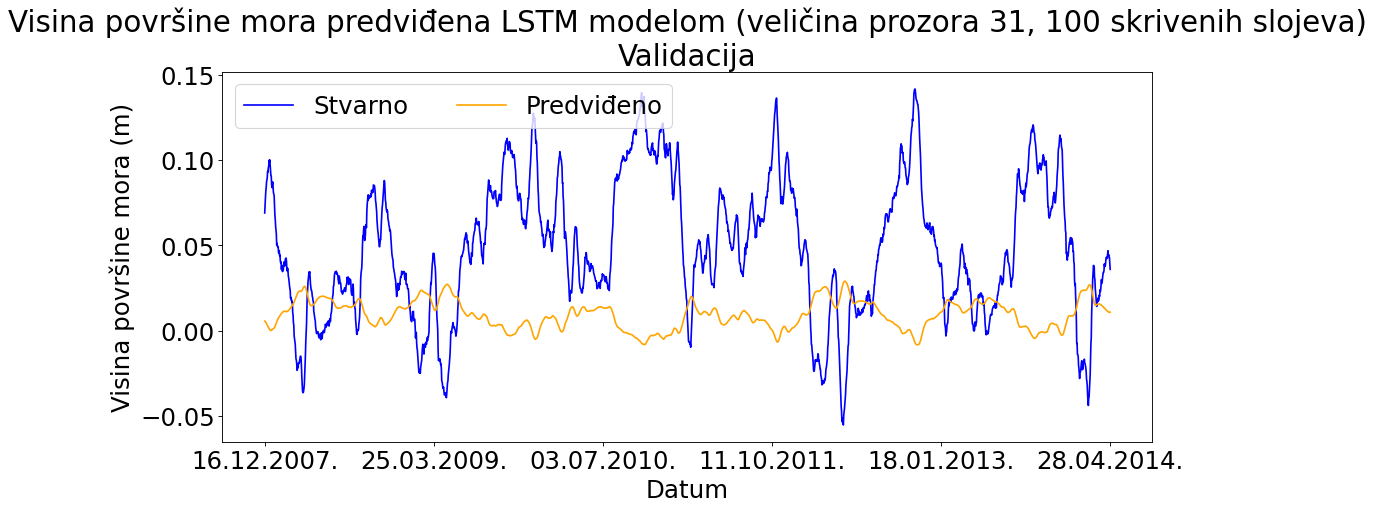 Visina površine mora predviđena LSTM modelom (veličina prozora 31, 100 skrivenih slojeva)
Validacija
Stvarno
Predviđeno
Visina površine mora (m)
0.15
0.10
0.05
0.00
−0.05
16.12.2007.
25.03.2009.
03.07.2010.
11.10.2011.
18.01.2013.
28.04.2014.
Datum